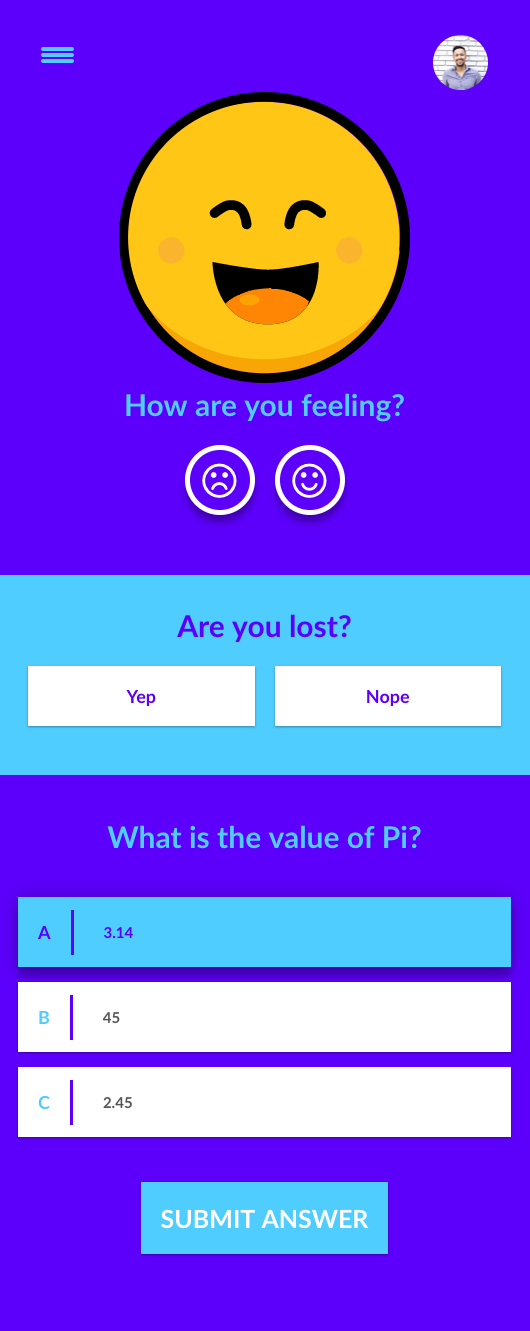 How are you feeling?
Are you lost?
Yep
Nope
What is the value of Pi?
A 3.14
B 45
C 2.45
SUBMIT ANSWER